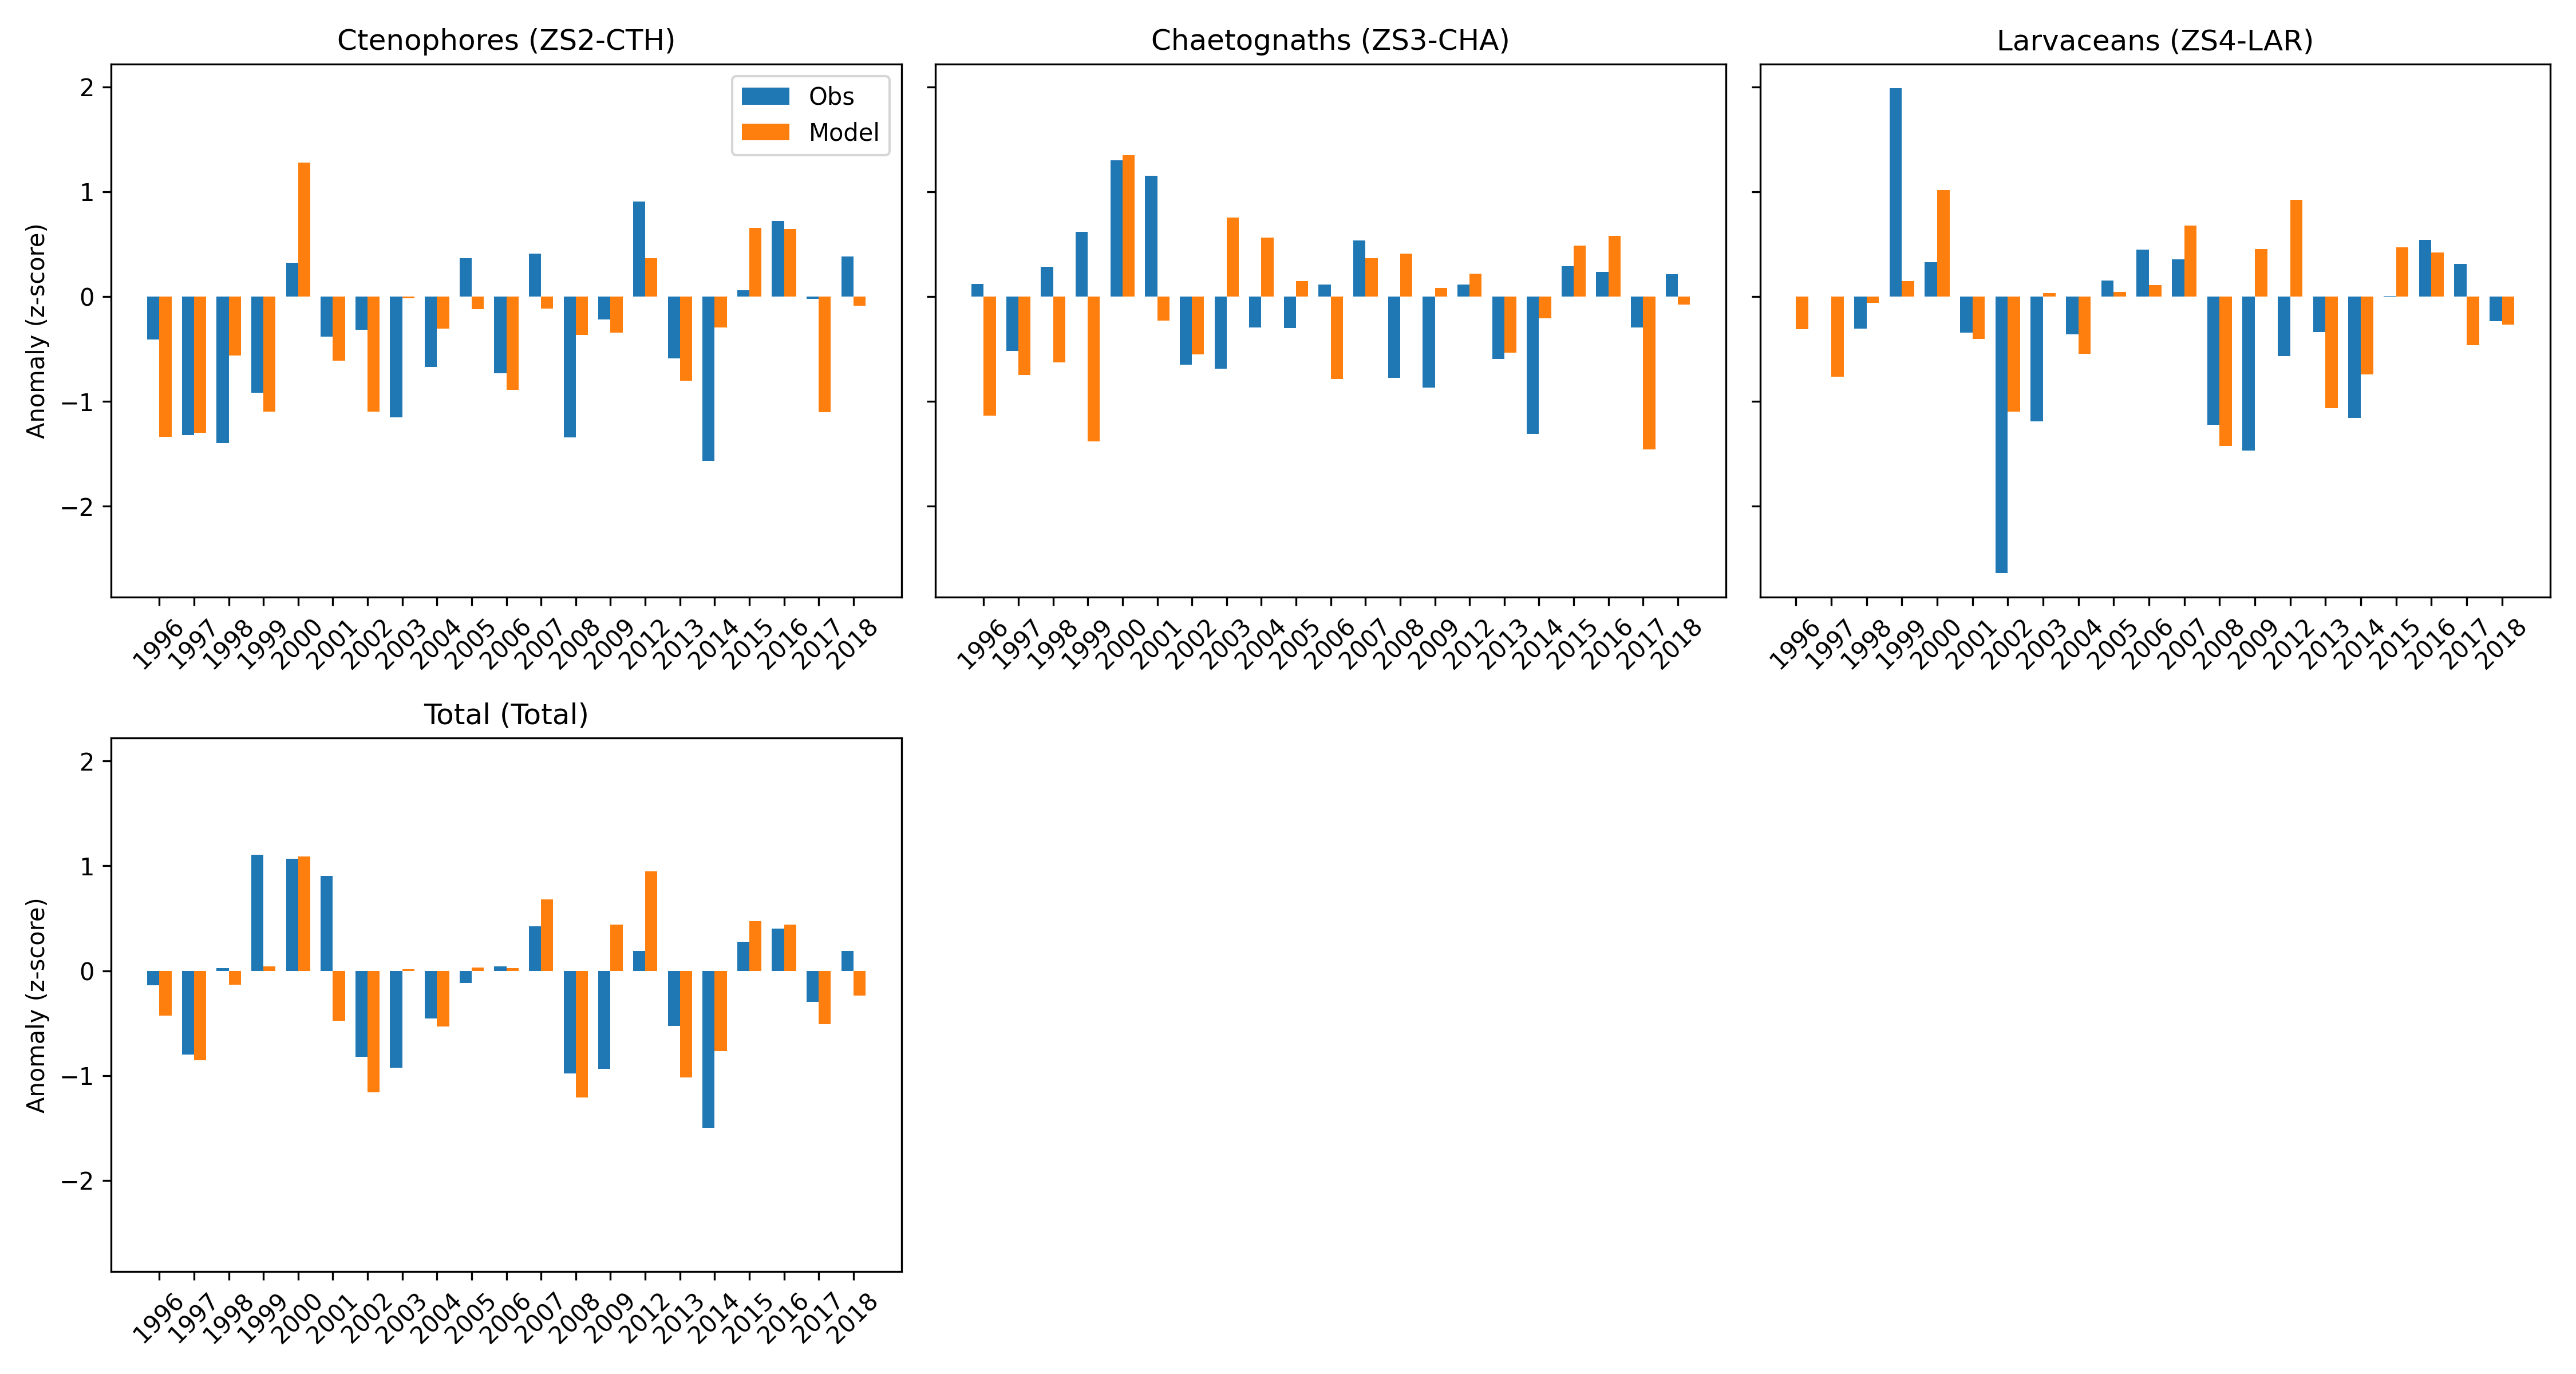 Ctenophores (ZS2-CTH)
Chaetognaths (ZS3-CHA)
Larvaceans (ZS4-LAR)
Obs
Model
Anomaly (z-score)
2
1
0
−1
−2
1996 1997 1998 1999 2000 2001 2002 2003 2004 2005 2006 2007 2008 2009 2012 2013 2014 2015 2016 2017 2018
1996 1997 1998 1999 2000 2001 2002 2003 2004 2005 2006 2007 2008 2009 2012 2013 2014 2015 2016 2017 2018
1996 1997 1998 1999 2000 2001 2002 2003 2004 2005 2006 2007 2008 2009 2012 2013 2014 2015 2016 2017 2018
Total (Total)
Anomaly (z-score)
2
1
0
−1
−2
1996 1997 1998 1999 2000 2001 2002 2003 2004 2005 2006 2007 2008 2009 2012 2013 2014 2015 2016 2017 2018